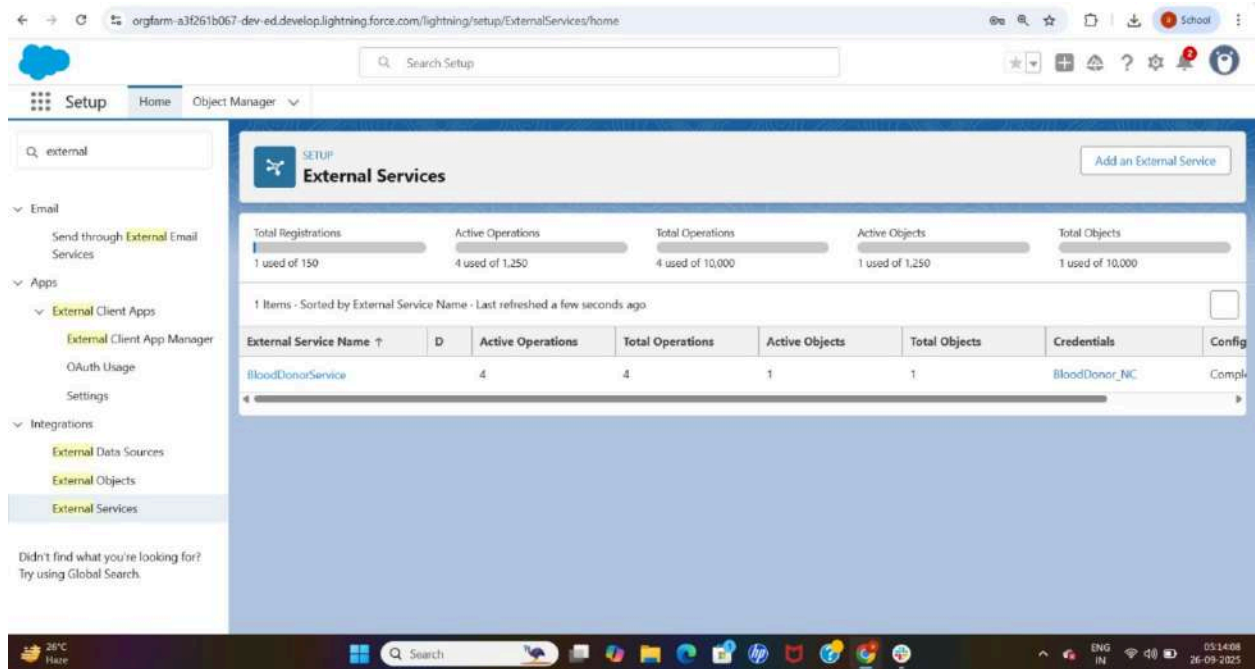 orgfarm-a3f261b067-dev-ed.develop.lightning.force.com/lightning/setup/ExternalServices/home
School
Search Setup
2
Setup
Home
Object Manager
external
Email
Send through External Email
Services
Apps
External Client Apps
External Client App Manager
OAuth Usage
Settings
Integrations
External Data Sources
External Objects
External Services
Didn't find what you're looking for?
Try using Global Search.
SETUP
External Services
Add an External Service
Total Registrations
1 used of 150
Active Operations
4 used of 1,250
Total Operations
4 used of 10,000
Active Objects
1 used of 1,250
Total Objects
1 used of 10,000
1 Items · Sorted by External Service Name · Last refreshed a few seconds ago
External Service Name ↑ D Active Operations Total Operations Active Objects Total Objects Credentials Config
BloodDonorService 4 4 1 1 BloodDonor_NC Comple
26°C
Haze
Search
ENG
IN
05:14:08
26-09-2025